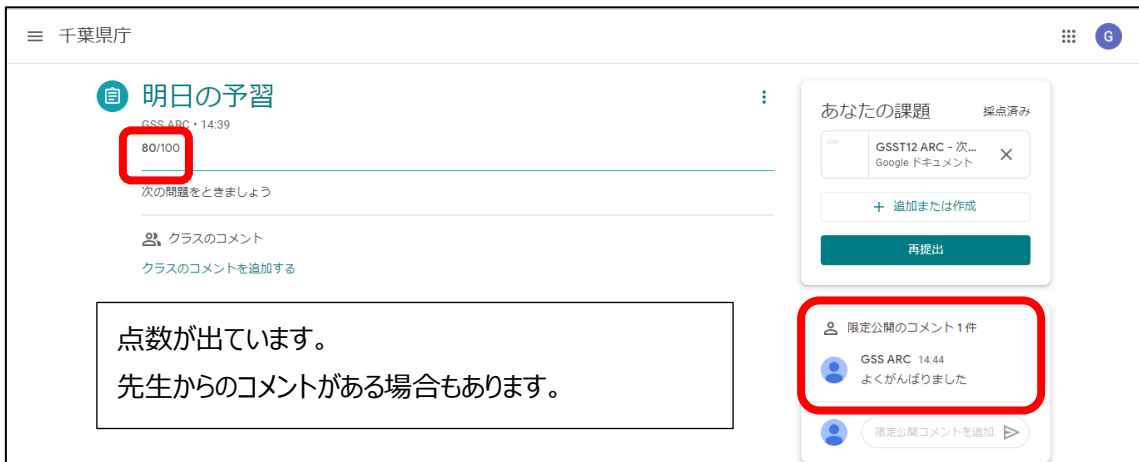 千葉県庁
G
明日の予習
GSS ARC • 14:39
80/100
次の問題をときましょう
クラスのコメント
クラスのコメントを追加する
点数が出ています。
先生からのコメントがある場合もあります。
あなたの課題 採点済み
GSST12 ARC - 次...
Google ドキュメント
+ 追加または作成
再提出
限定公開のコメント 1 件
GSS ARC 14:44
よくがんばりました
限定公開コメントを追加